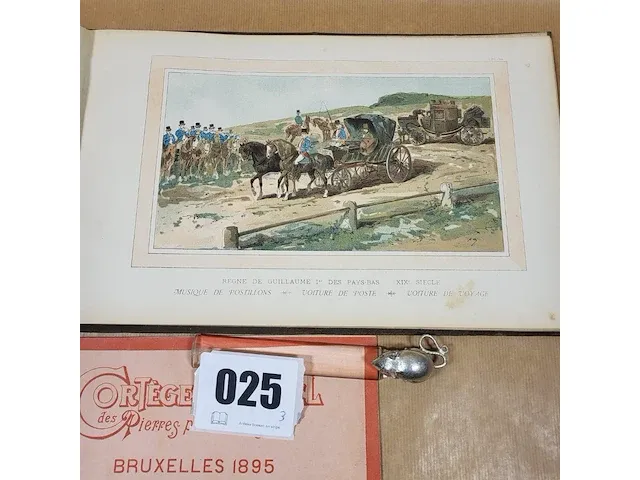 REGNE DE GUILLAUME Iᵉʳ DES PAYS-BAS XIXᵉ SIECLE
MUSIQUE DE POSTILLONS VOITURE DE POSTE VOITURE DE VOYAGE
CORTÈGE
des Pierres
025
3
BRUXELLES 1895